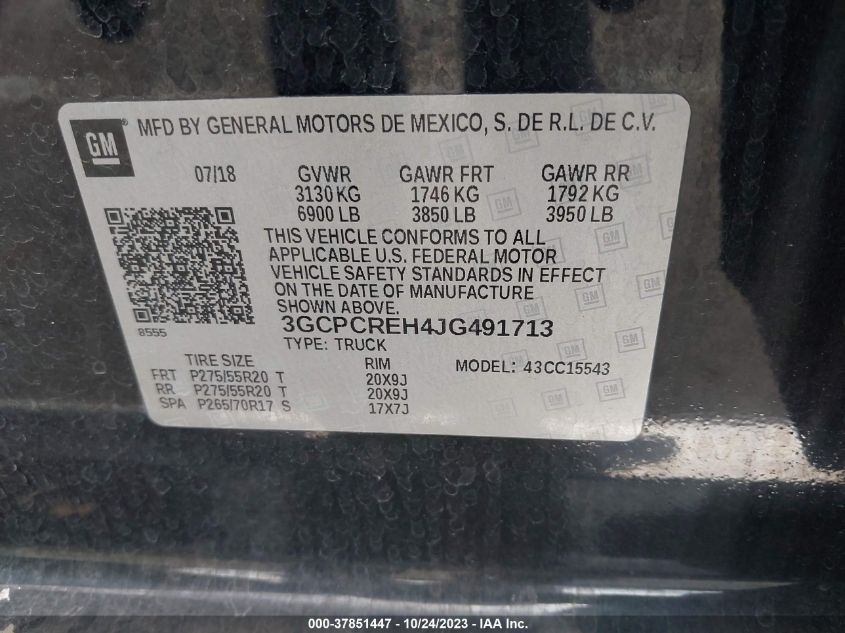 GM
MFD BY GENERAL MOTORS DE MEXICO, S. DE R.L. DE C.V.
07/18 GVWR GAWR FRT GAWR RR
3130 KG 1746 KG 1792 KG
6900 LB 3850 LB 3950 LB
THIS VEHICLE CONFORMS TO ALL
APPLICABLE U.S. FEDERAL MOTOR
VEHICLE SAFETY STANDARDS IN EFFECT
ON THE DATE OF MANUFACTURE
SHOWN ABOVE.
3GCPCREH4JG491713
8555
TYPE: TRUCK
TIRE SIZE RIM MODEL: 43CC15543
FRT P275/55R20 T 20X9J
RR P275/55R20 T 20X9J
SPA P265/70R17 S 17X7J
000-37851447 - 10/24/2023 - IAA Inc.